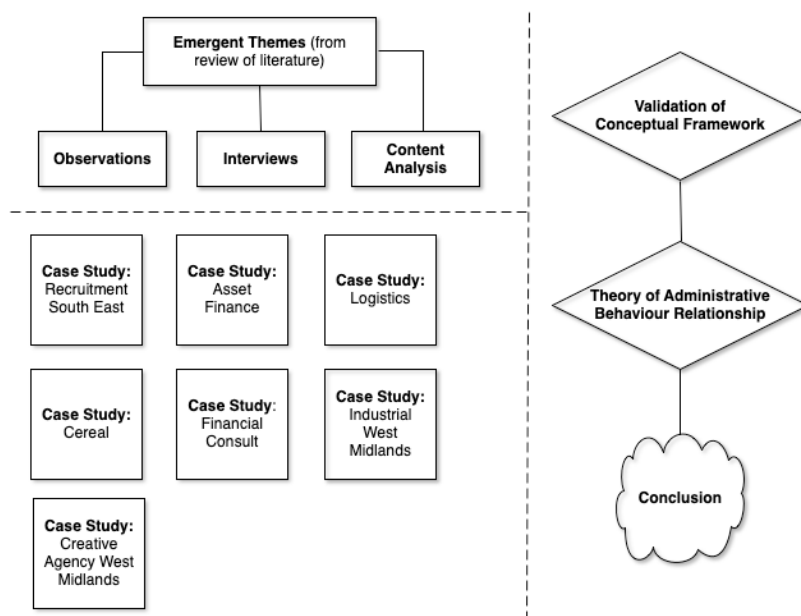 Emergent Themes (from
review of literature)
Observations
Interviews
Content
Analysis
Case Study:
Recruitment
South East
Case Study:
Asset
Finance
Case Study:
Logistics
Case Study:
Cereal
Case Study:
Financial
Consult
Case Study:
Industrial
West
Midlands
Case Study:
Creative
Agency West
Midlands
Validation of
Conceptual Framework
Theory of Administrative
Behaviour Relationship
Conclusion